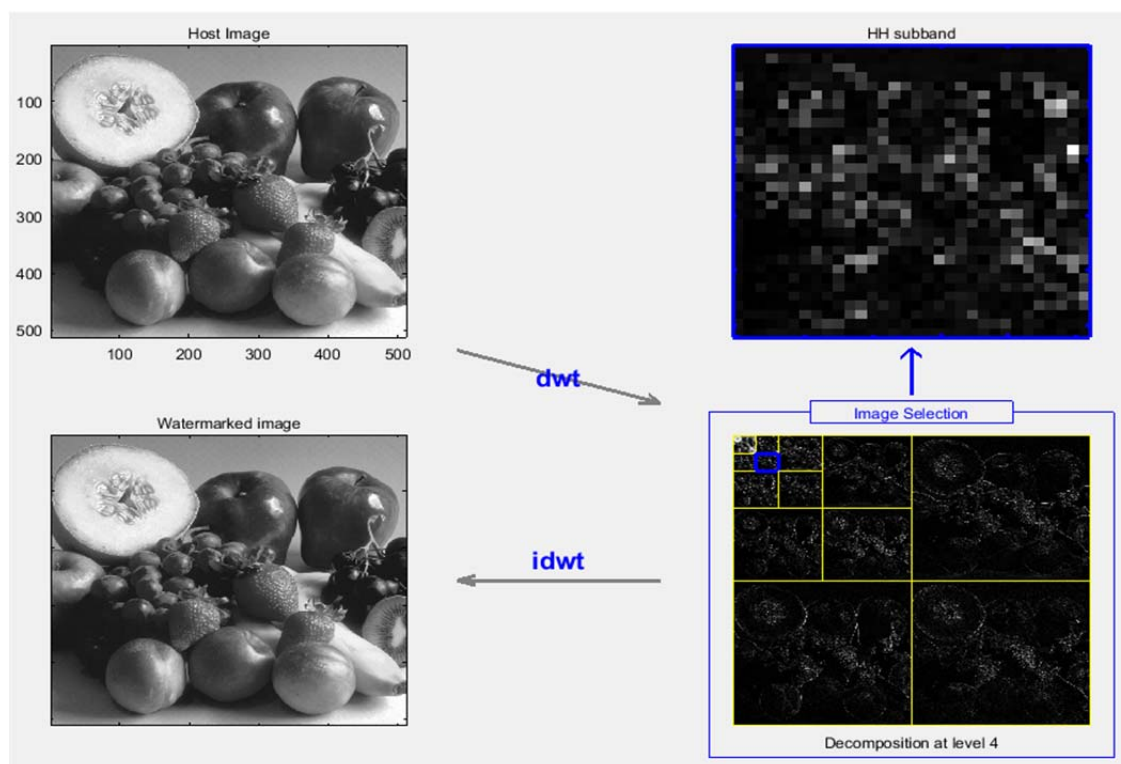 Host Image
100
200
300
400
500
100 200 300 400 500
HH subband
dwt
Image Selection
Decomposition at level 4
Watermarked image
idwt